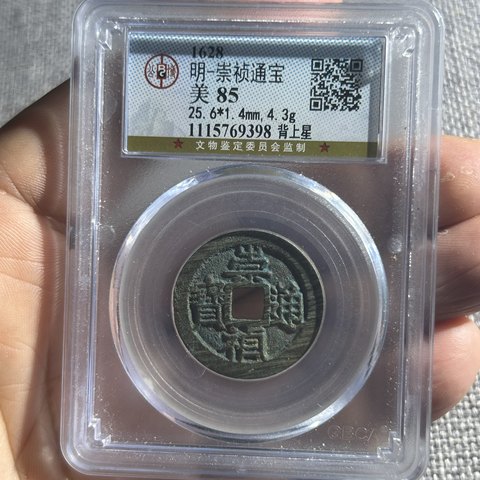 1628
明-崇祯通宝
美 85
25.6*1.4mm,4.3g
1115769398 背上星
★ 文物鉴定委员会监制 ★
崇禎通寶